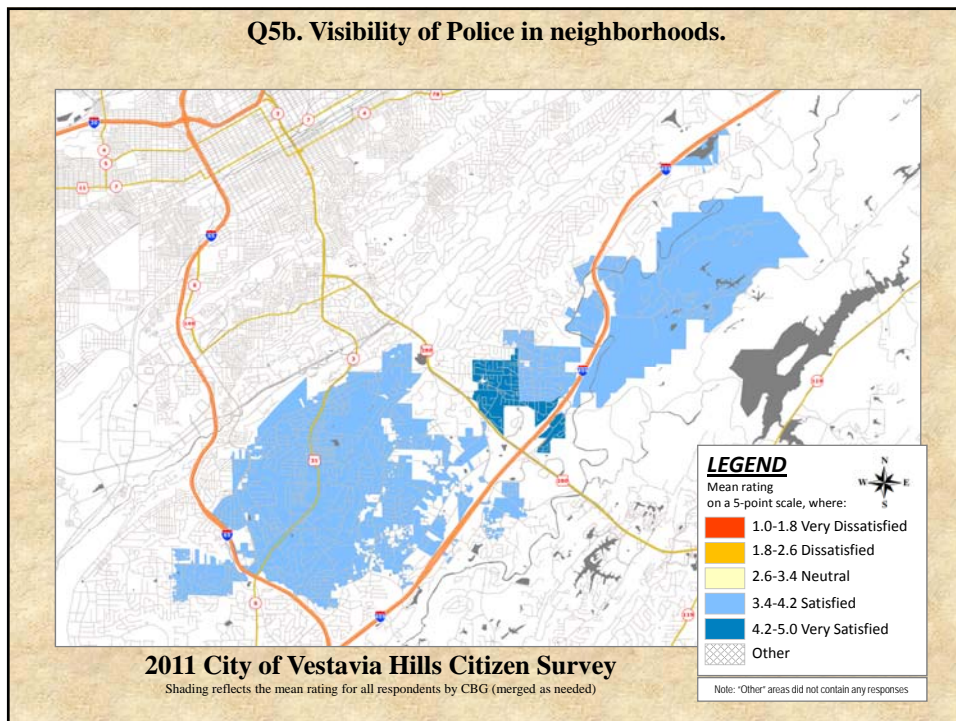 Q5b. Visibility of Police in neighborhoods.
LEGEND
Mean rating
on a 5-point scale, where:
N
W E
S
1.0-1.8 Very Dissatisfied
1.8-2.6 Dissatisfied
2.6-3.4 Neutral
3.4-4.2 Satisfied
4.2-5.0 Very Satisfied
Other
2011 City of Vestavia Hills Citizen Survey
Shading reflects the mean rating for all respondents by CBG (merged as needed)
Note: "Other" areas did not contain any responses